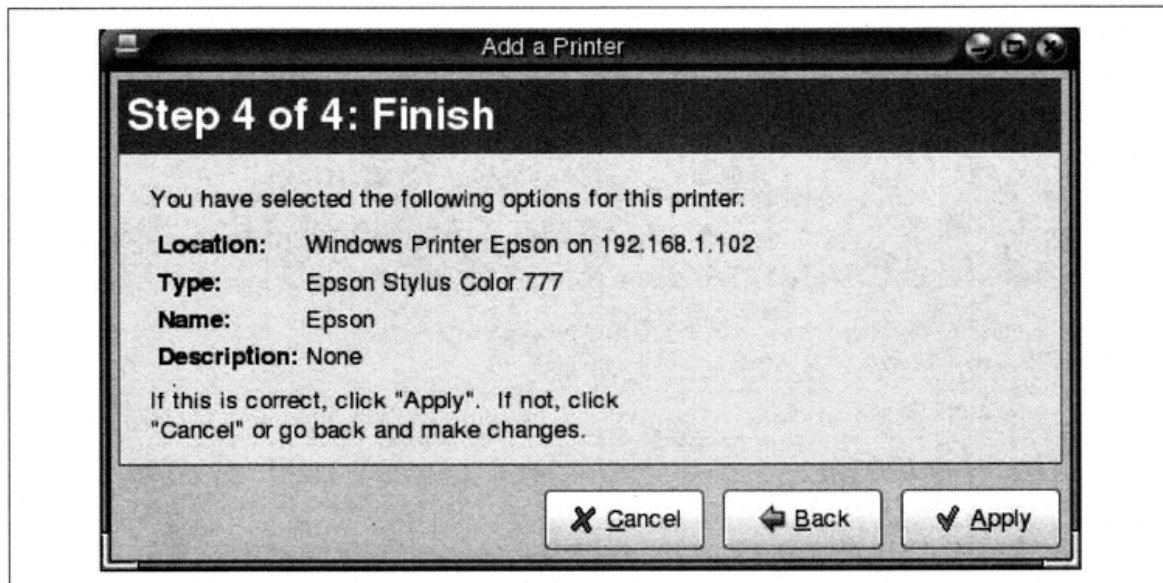 Add a Printer
Step 4 of 4: Finish
You have selected the following options for this printer:
Location: Windows Printer Epson on 192.168.1.102
Type: Epson Stylus Color 777
Name: Epson
Description: None
If this is correct, click "Apply". If not, click
"Cancel" or go back and make changes.
Cancel Back Apply